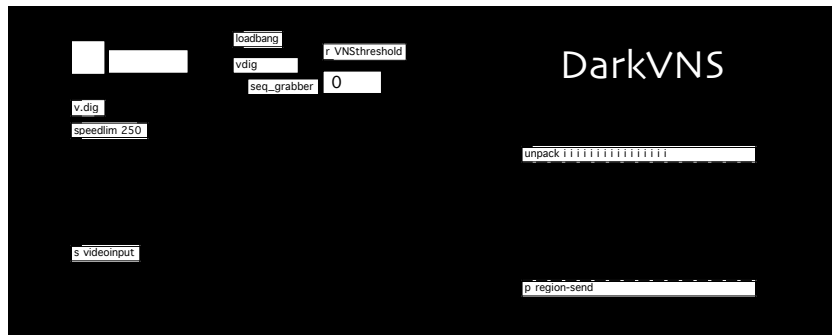 loadbang
r VNSthreshold
vdig
seq_grabber
0
DarkVNS
v.dig
speedlim 250
unpack i i i i i i i i i i i i i i i i
s videoinput
p region-send